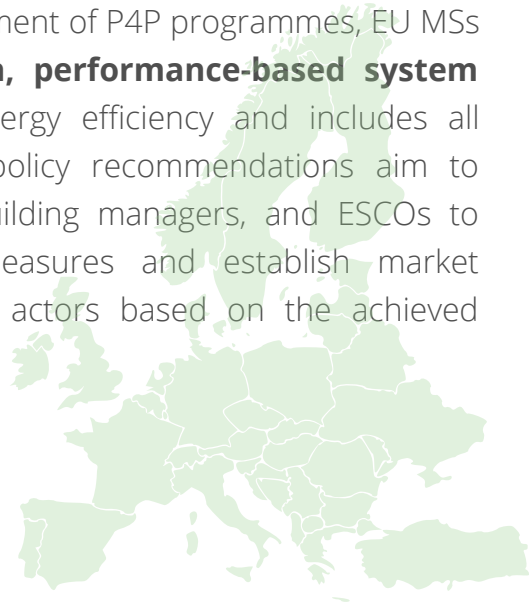 ment of P4P programmes, EU MSs
, performance-based system
ergy efficiency and includes all
policy recommendations aim to
uilding managers, and ESCOs to
easures and establish market
actors based on the achieved